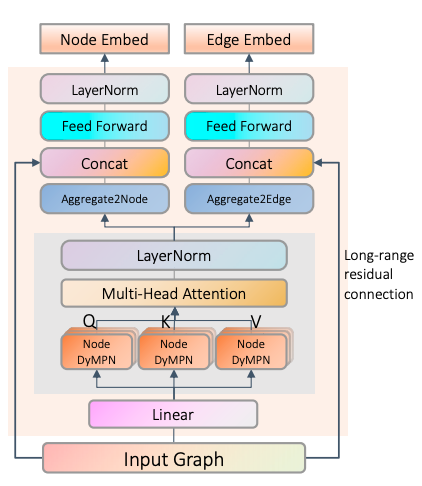 Node Embed
Edge Embed
LayerNorm
LayerNorm
Feed Forward
Feed Forward
Concat
Concat
Aggregate2Node
Aggregate2Edge
LayerNorm
Long-range
residual
connection
Multi-Head Attention
Q
K
V
Node
DyMPN
Node
DyMPN
Node
DyMPN
Linear
Input Graph